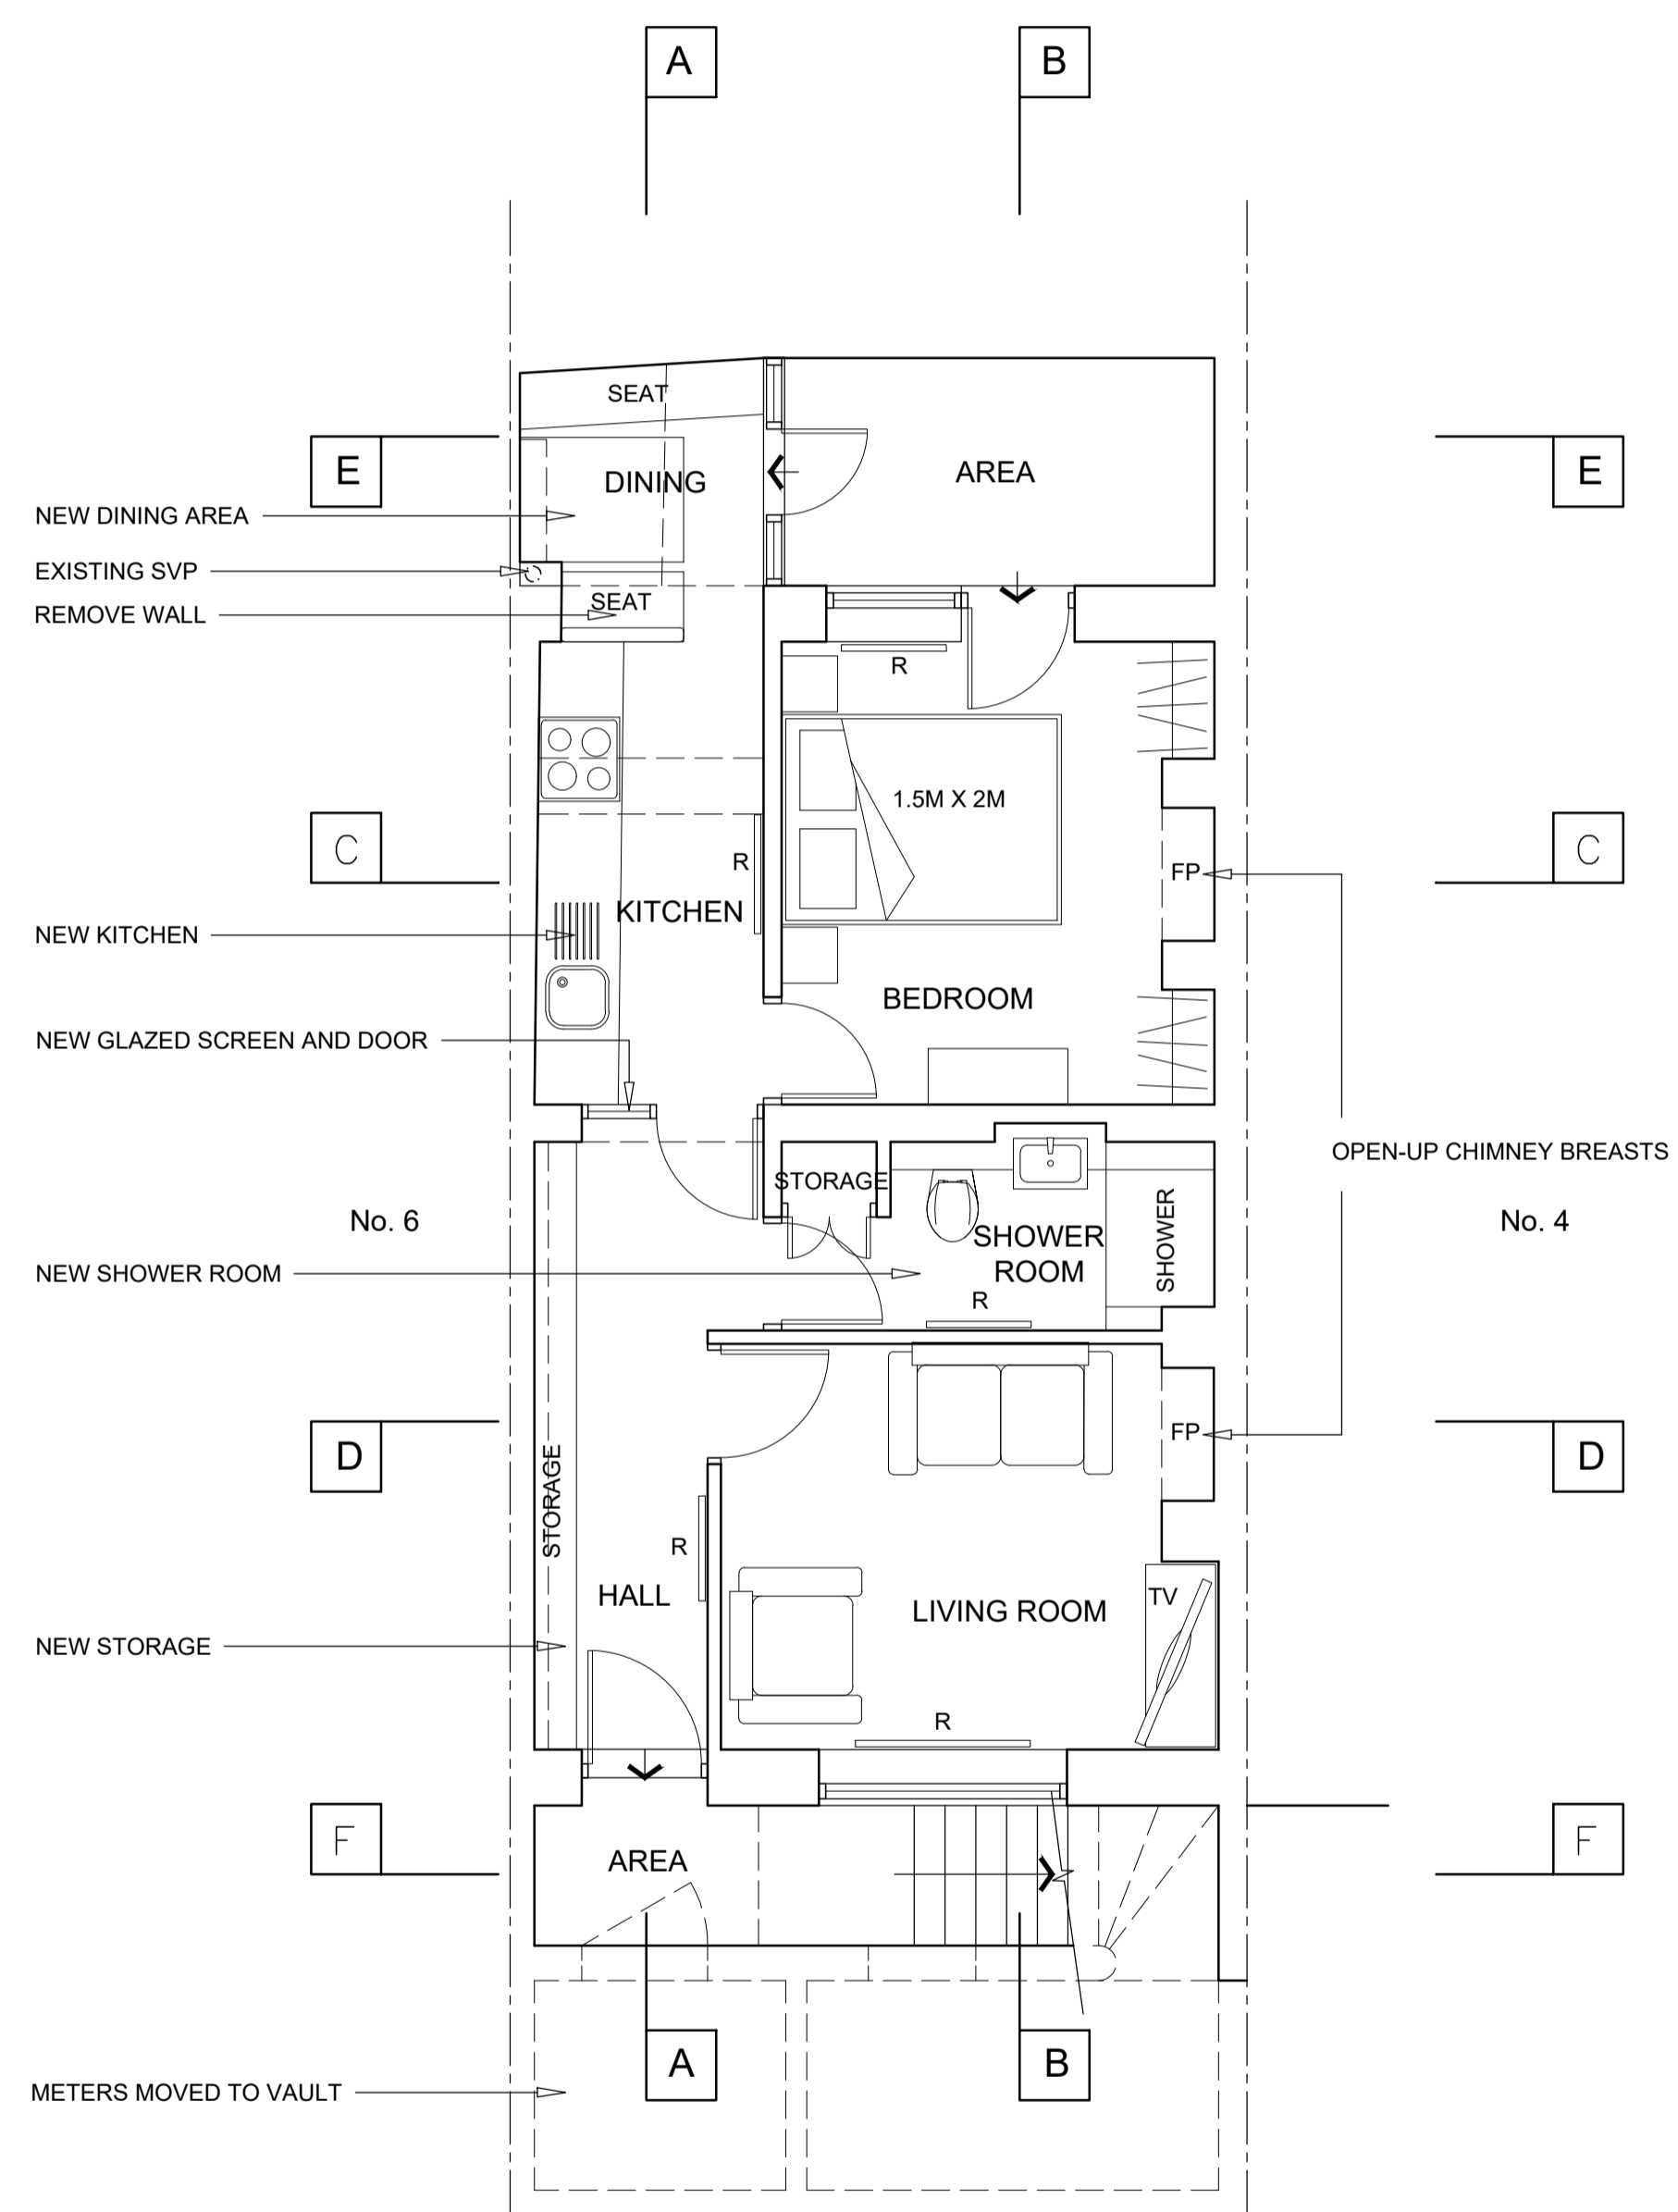 A
B
SEAT
E
DINING
AREA
E
NEW DINING AREA
EXISTING SVP
SEAT
REMOVE WALL
R
1.5M X 2M
C
R
FP
C
KITCHEN
NEW KITCHEN
BEDROOM
NEW GLAZED SCREEN AND DOOR
OPEN-UP CHIMNEY BREASTS
STORAGE
No. 6
SHOWER
ROOM
SHOWER
No. 4
NEW SHOWER ROOM
R
D
FP
D
STORAGE
R
HALL
LIVING ROOM
TV
NEW STORAGE
R
F
AREA
F
A
B
METERS MOVED TO VAULT